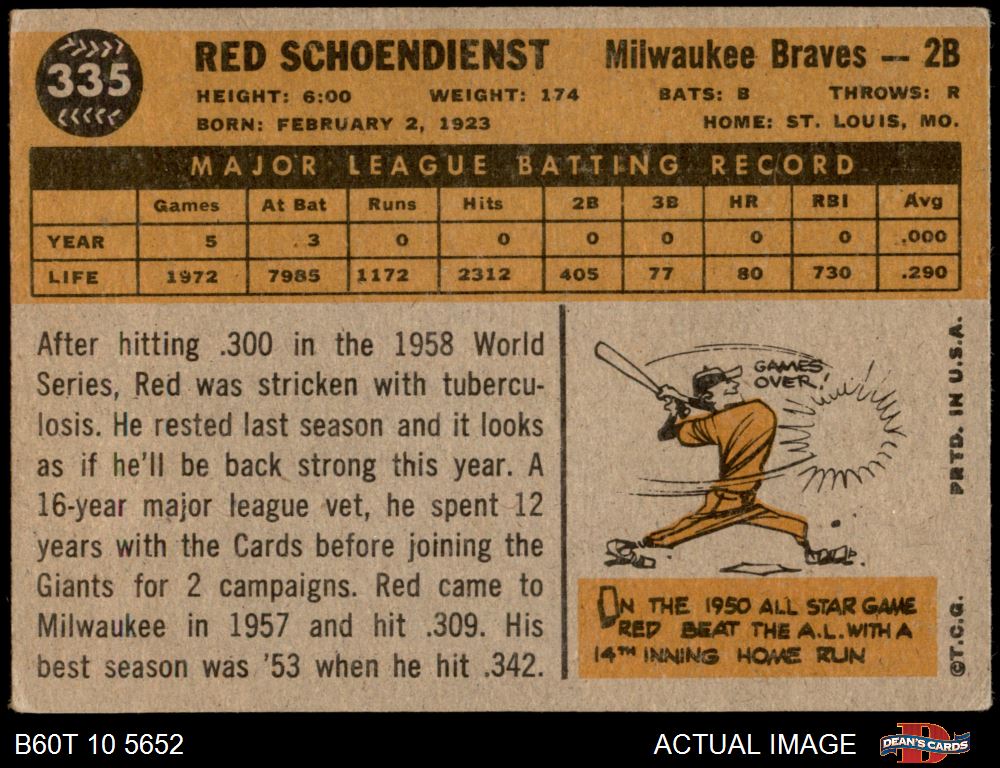 335
RED SCHOENDIENST
Milwaukee Braves — 2B
HEIGHT: 6:00 WEIGHT: 174 BATS: B THROWS: R
BORN: FEBRUARY 2, 1923 HOME: ST. LOUIS, MO.
MAJOR LEAGUE BATTING RECORD
Games At Bat Runs Hits 2B 3B HR RBI Avg
YEAR 5 3 0 0 0 0 0 0 .000
LIFE 1972 7985 1172 2312 405 77 80 730 .290
After hitting .300 in the 1958 World
Series, Red was stricken with tubercu-
losis. He rested last season and it looks
as if he'll be back strong this year. A
16-year major league vet, he spent 12
years with the Cards before joining the
Giants for 2 campaigns. Red came to
Milwaukee in 1957 and hit .309. His
best season was '53 when he hit .342.
GAMES
OVER!
ON THE 1950 ALL STAR GAME
RED BEAT THE A.L. WITH A
14TH INNING HOME RUN
PRTD. IN U.S.A.
©T.C.G.
B60T 10 5652
ACTUAL IMAGE
DEAN'S CARDS